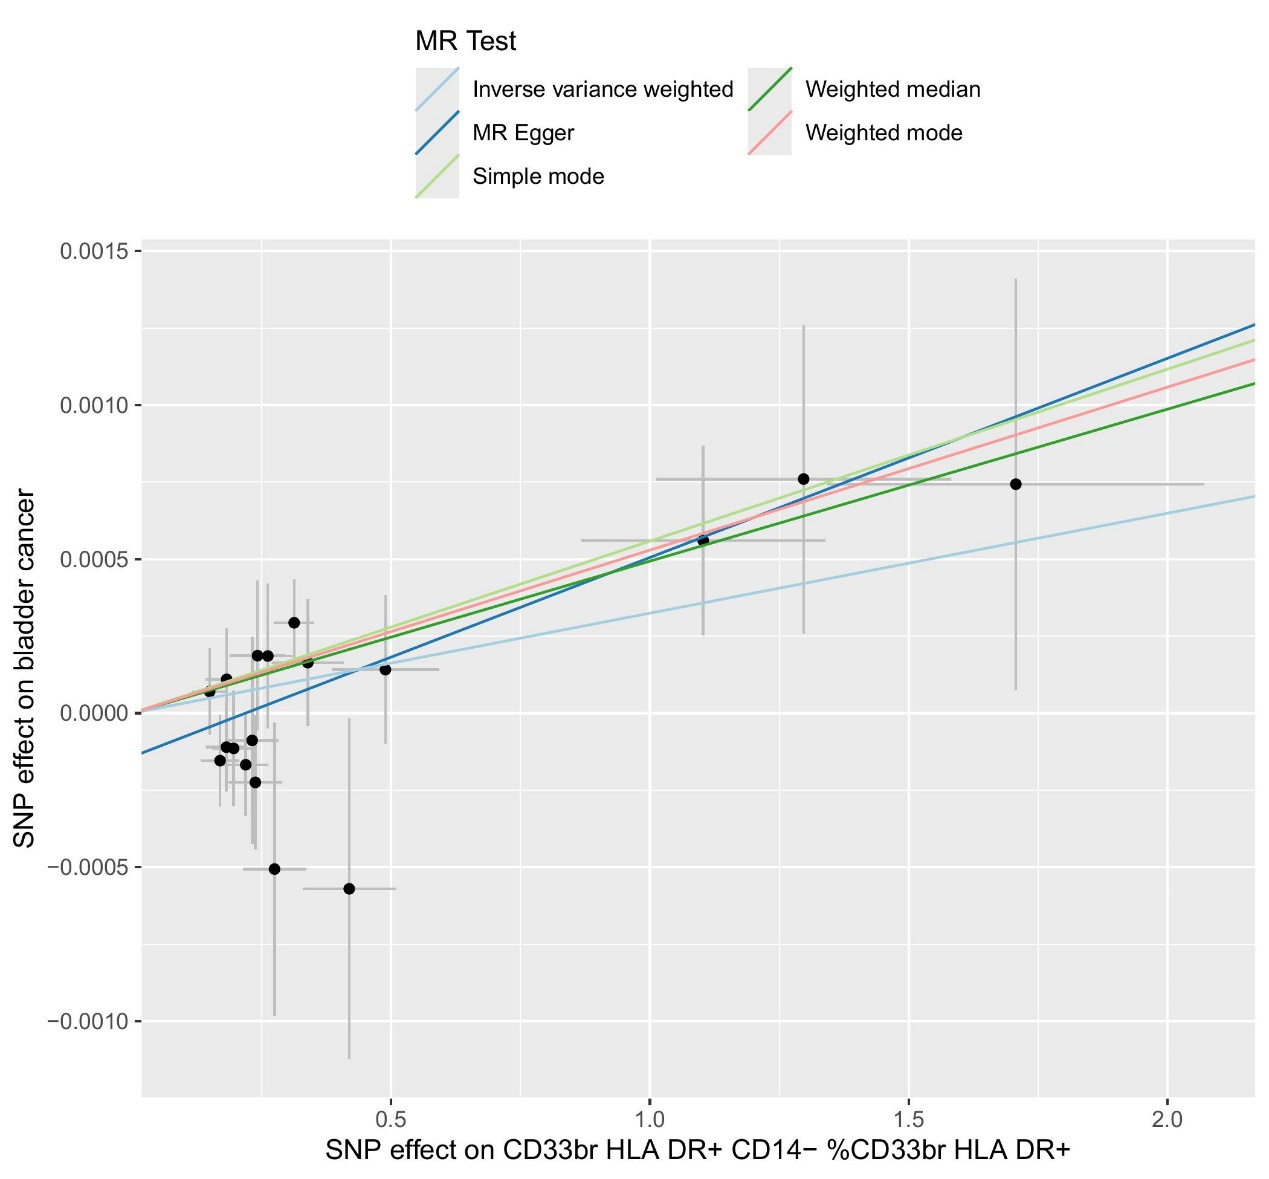 MR Test
Inverse variance weighted
Weighted median
MR Egger
Weighted mode
Simple mode
0.0015
0.0010
0.0005
0.0000
−0.0005
−0.0010
SNP effect on bladder cancer
0.5
1.0
1.5
2.0
SNP effect on CD33br HLA DR+ CD14− %CD33br HLA DR+